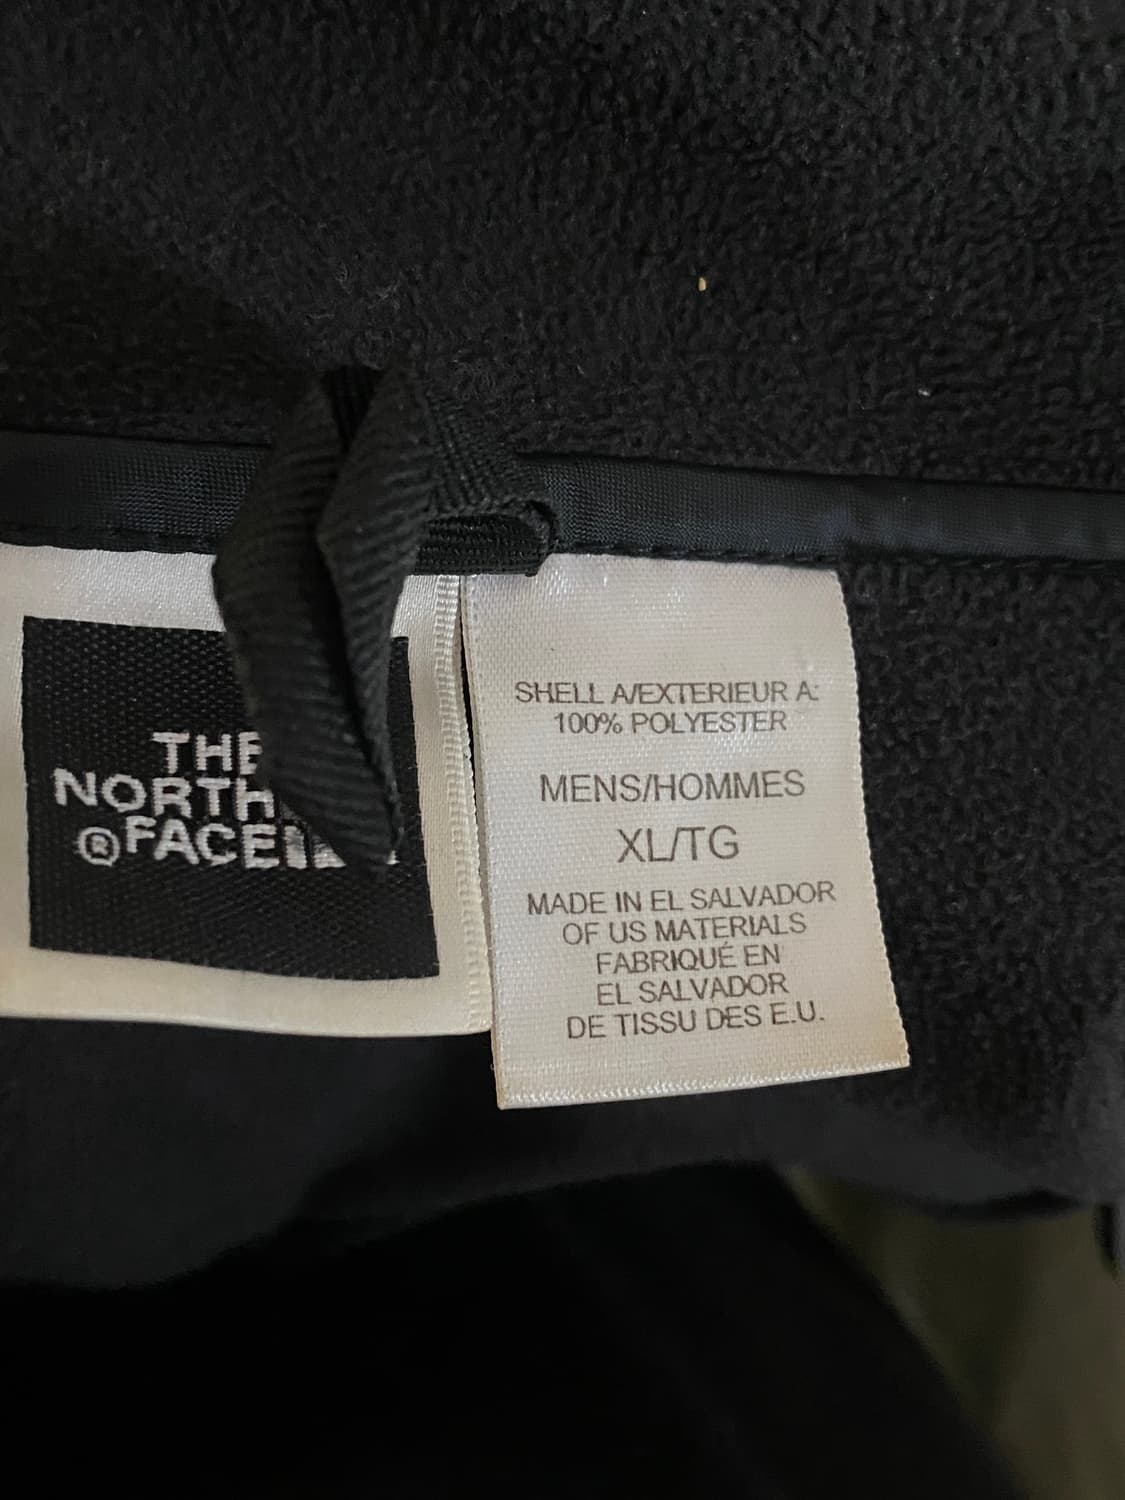 THE
NORTH
® FACE
SHELL A/EXTERIEUR A:
100% POLYESTER
MENS/HOMMES
XL/TG
MADE IN EL SALVADOR
OF US MATERIALS
FABRIQUÉ EN
EL SALVADOR
DE TISSU DES E.U.